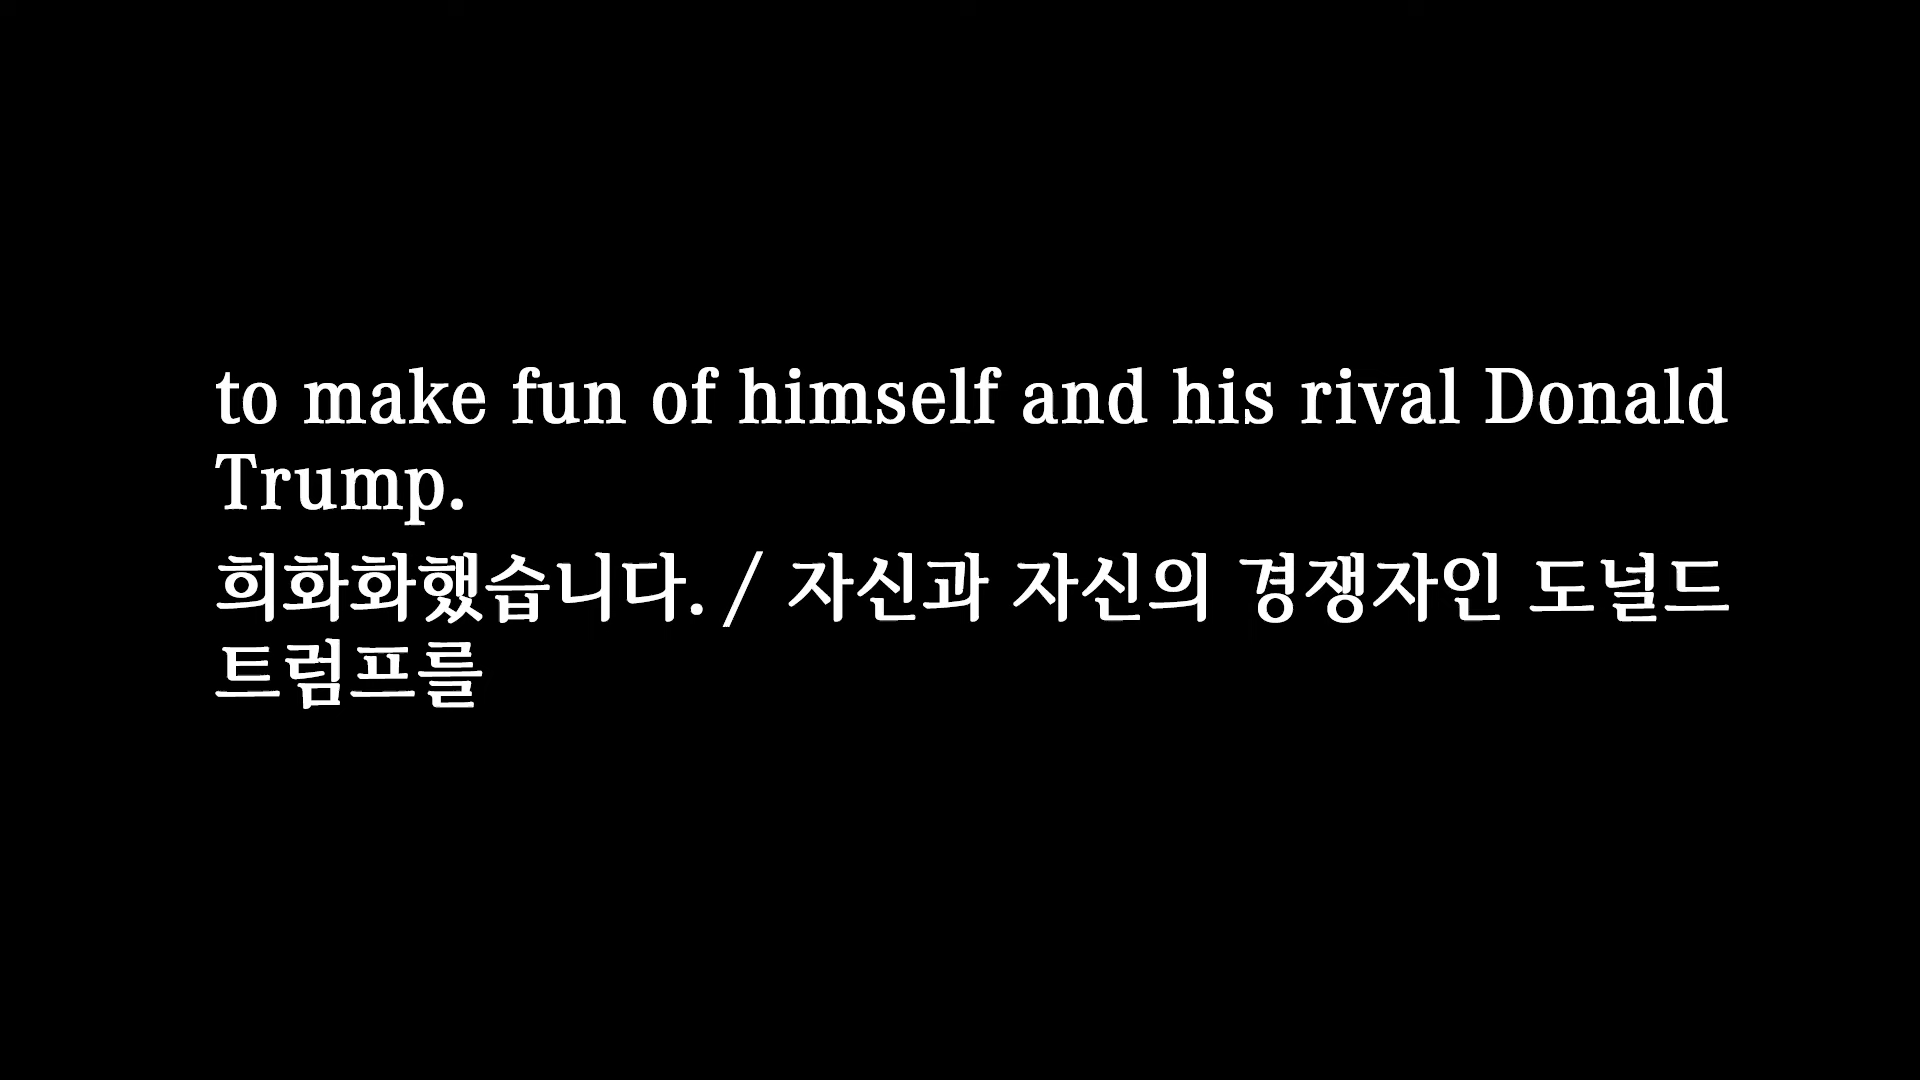 to make fun of himself and his rival Donald
Trump.
희화화했습니다. / 자신과 자신의 경쟁자인 도널드
트럼프를